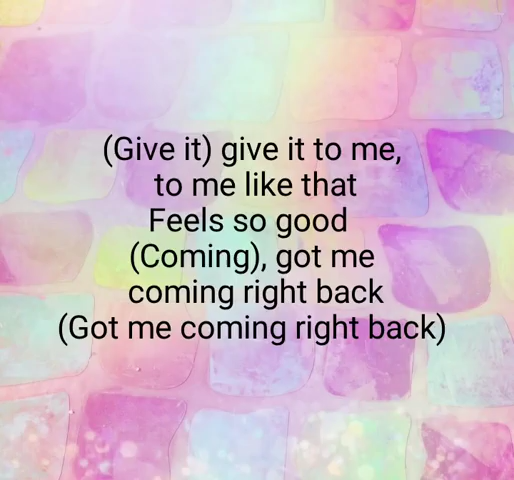 (Give it) give it to me,
to me like that
Feels so good
(Coming), got me
coming right back
(Got me coming right back)